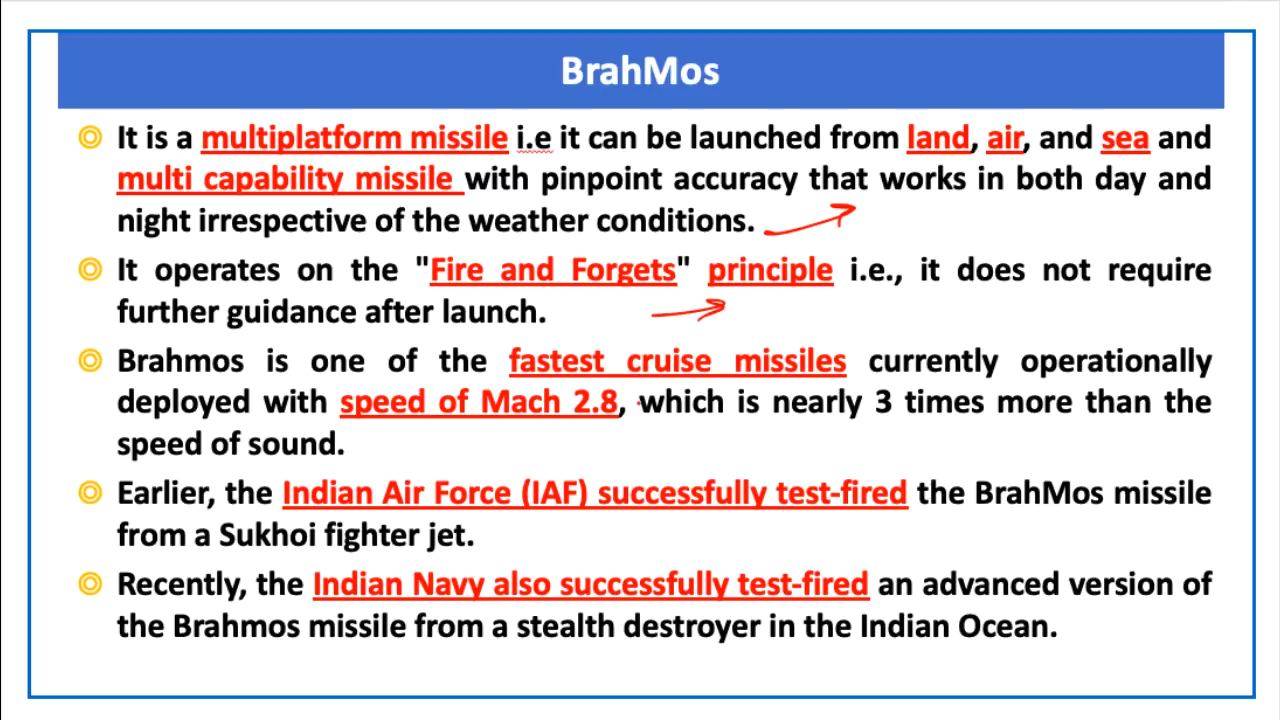 BrahMos
It is a multiplatform missile i.e it can be launched from land, air, and sea and
multi capability missile with pinpoint accuracy that works in both day and
night irrespective of the weather conditions.
It operates on the "Fire and Forgets" principle i.e., it does not require
further guidance after launch.
Brahmos is one of the fastest cruise missiles currently operationally
deployed with speed of Mach 2.8, which is nearly 3 times more than the
speed of sound.
Earlier, the Indian Air Force (IAF) successfully test-fired the BrahMos missile
from a Sukhoi fighter jet.
Recently, the Indian Navy also successfully test-fired an advanced version of
the Brahmos missile from a stealth destroyer in the Indian Ocean.